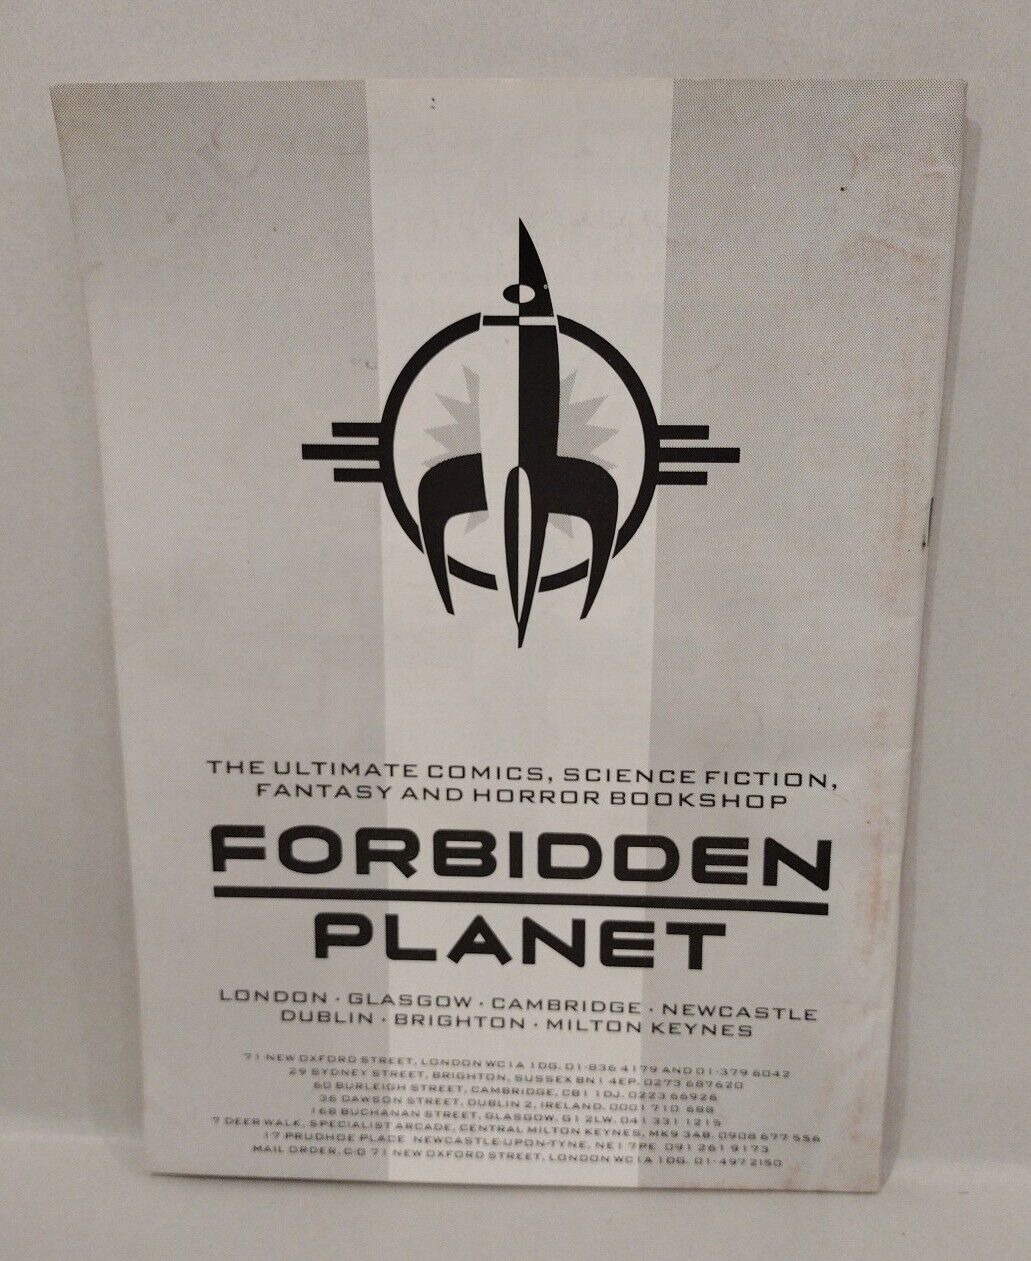 THE ULTIMATE COMICS, SCIENCE FICTION,
FANTASY AND HORROR BOOKSHOP
FORBIDDEN
PLANET
LONDON · GLASGOW · CAMBRIDGE · NEWCASTLE
DUBLIN · BRIGHTON · MILTON KEYNES
71 NEW OXFORD STREET, LONDON WC1A 1DG. 01-836 4179 AND 01-379 6042
29 SYDNEY STREET, BRIGHTON, SUSSEX BN1 4EP. 0273 687620
60 BURLEIGH STREET, CAMBRIDGE, CB1 1DJ. 0223 66926
36 DAWSON STREET, DUBLIN 2, IRELAND. 0001 710 688
168 BUCHANAN STREET, GLASGOW. G1 2LW. 041 331 1215
7 DEER WALK, SPECIALIST ARCADE, CENTRAL MILTON KEYNES, MK9 3AB. 0908 677 556
17 PRUDHOE PLACE NEWCASTLE-UPON-TYNE, NE1 7PE 091 261 9173
MAIL ORDER, C-O 71 NEW OXFORD STREET, LONDON WC1A 1DG. 01-497 2150